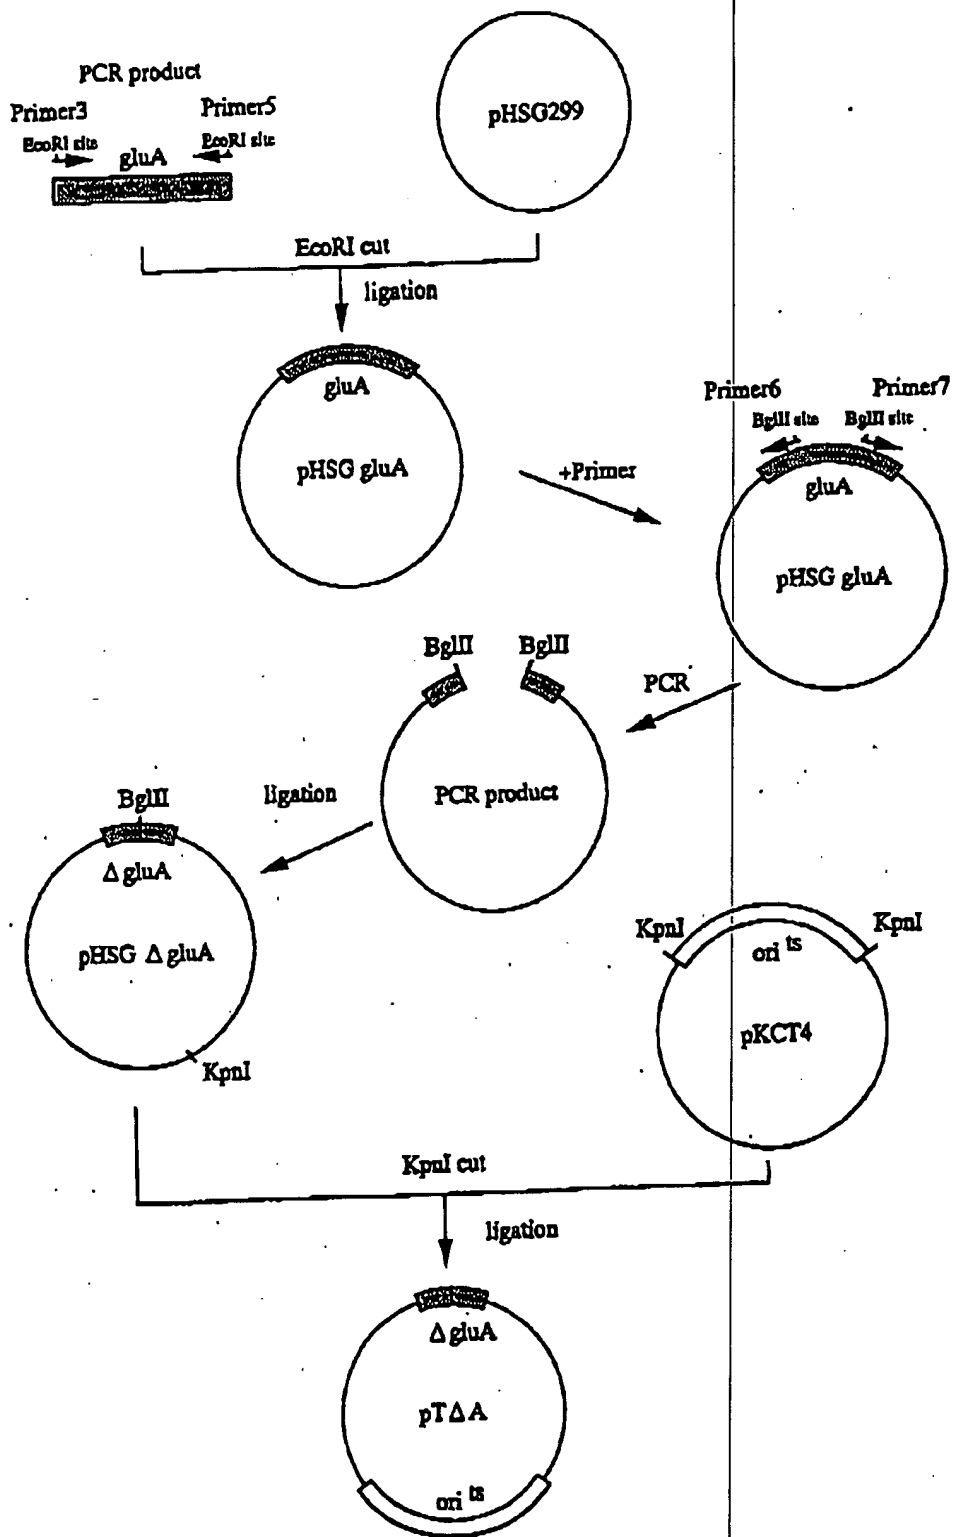 PCR product
Primer3
Primer5
EcoRI site
EcoRI site
gluA
pHSG299
EcoRI cut
ligation
gluA
pHSG gluA
+Primer
Primer6
Primer7
BglII site
BglII site
gluA
pHSG gluA
PCR
BglII
BglII
PCR product
ligation
BglII
Δ gluA
pHSG Δ gluA
KpnI
KpnI
KpnI
ori ts
pKCT4
KpnI cut
ligation
Δ gluA
pTΔA
ori ts